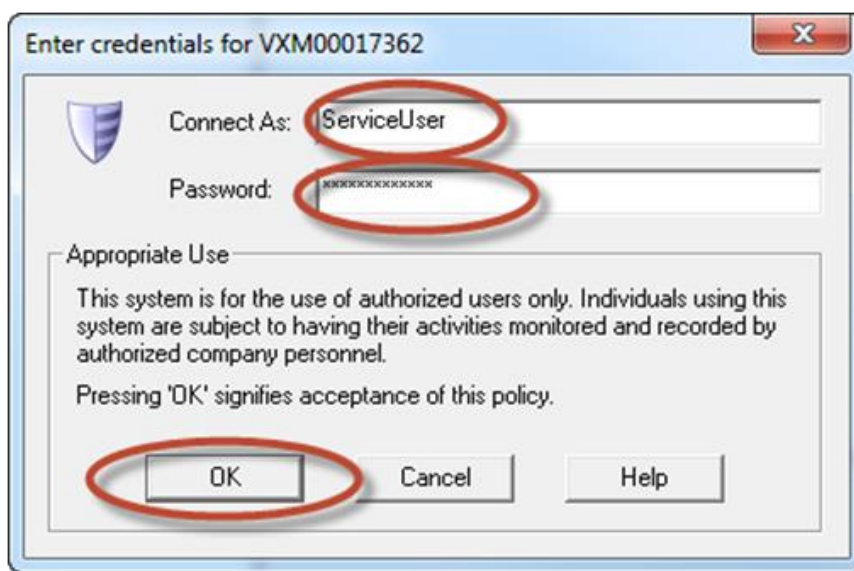 Enter credentials for VXM00017362
Connect As: ServiceUser
Password: xxxxxxxxxxxxx
Appropriate Use
This system is for the use of authorized users only. Individuals using this
system are subject to having their activities monitored and recorded by
authorized company personnel.
Pressing 'OK' signifies acceptance of this policy.
OK Cancel Help